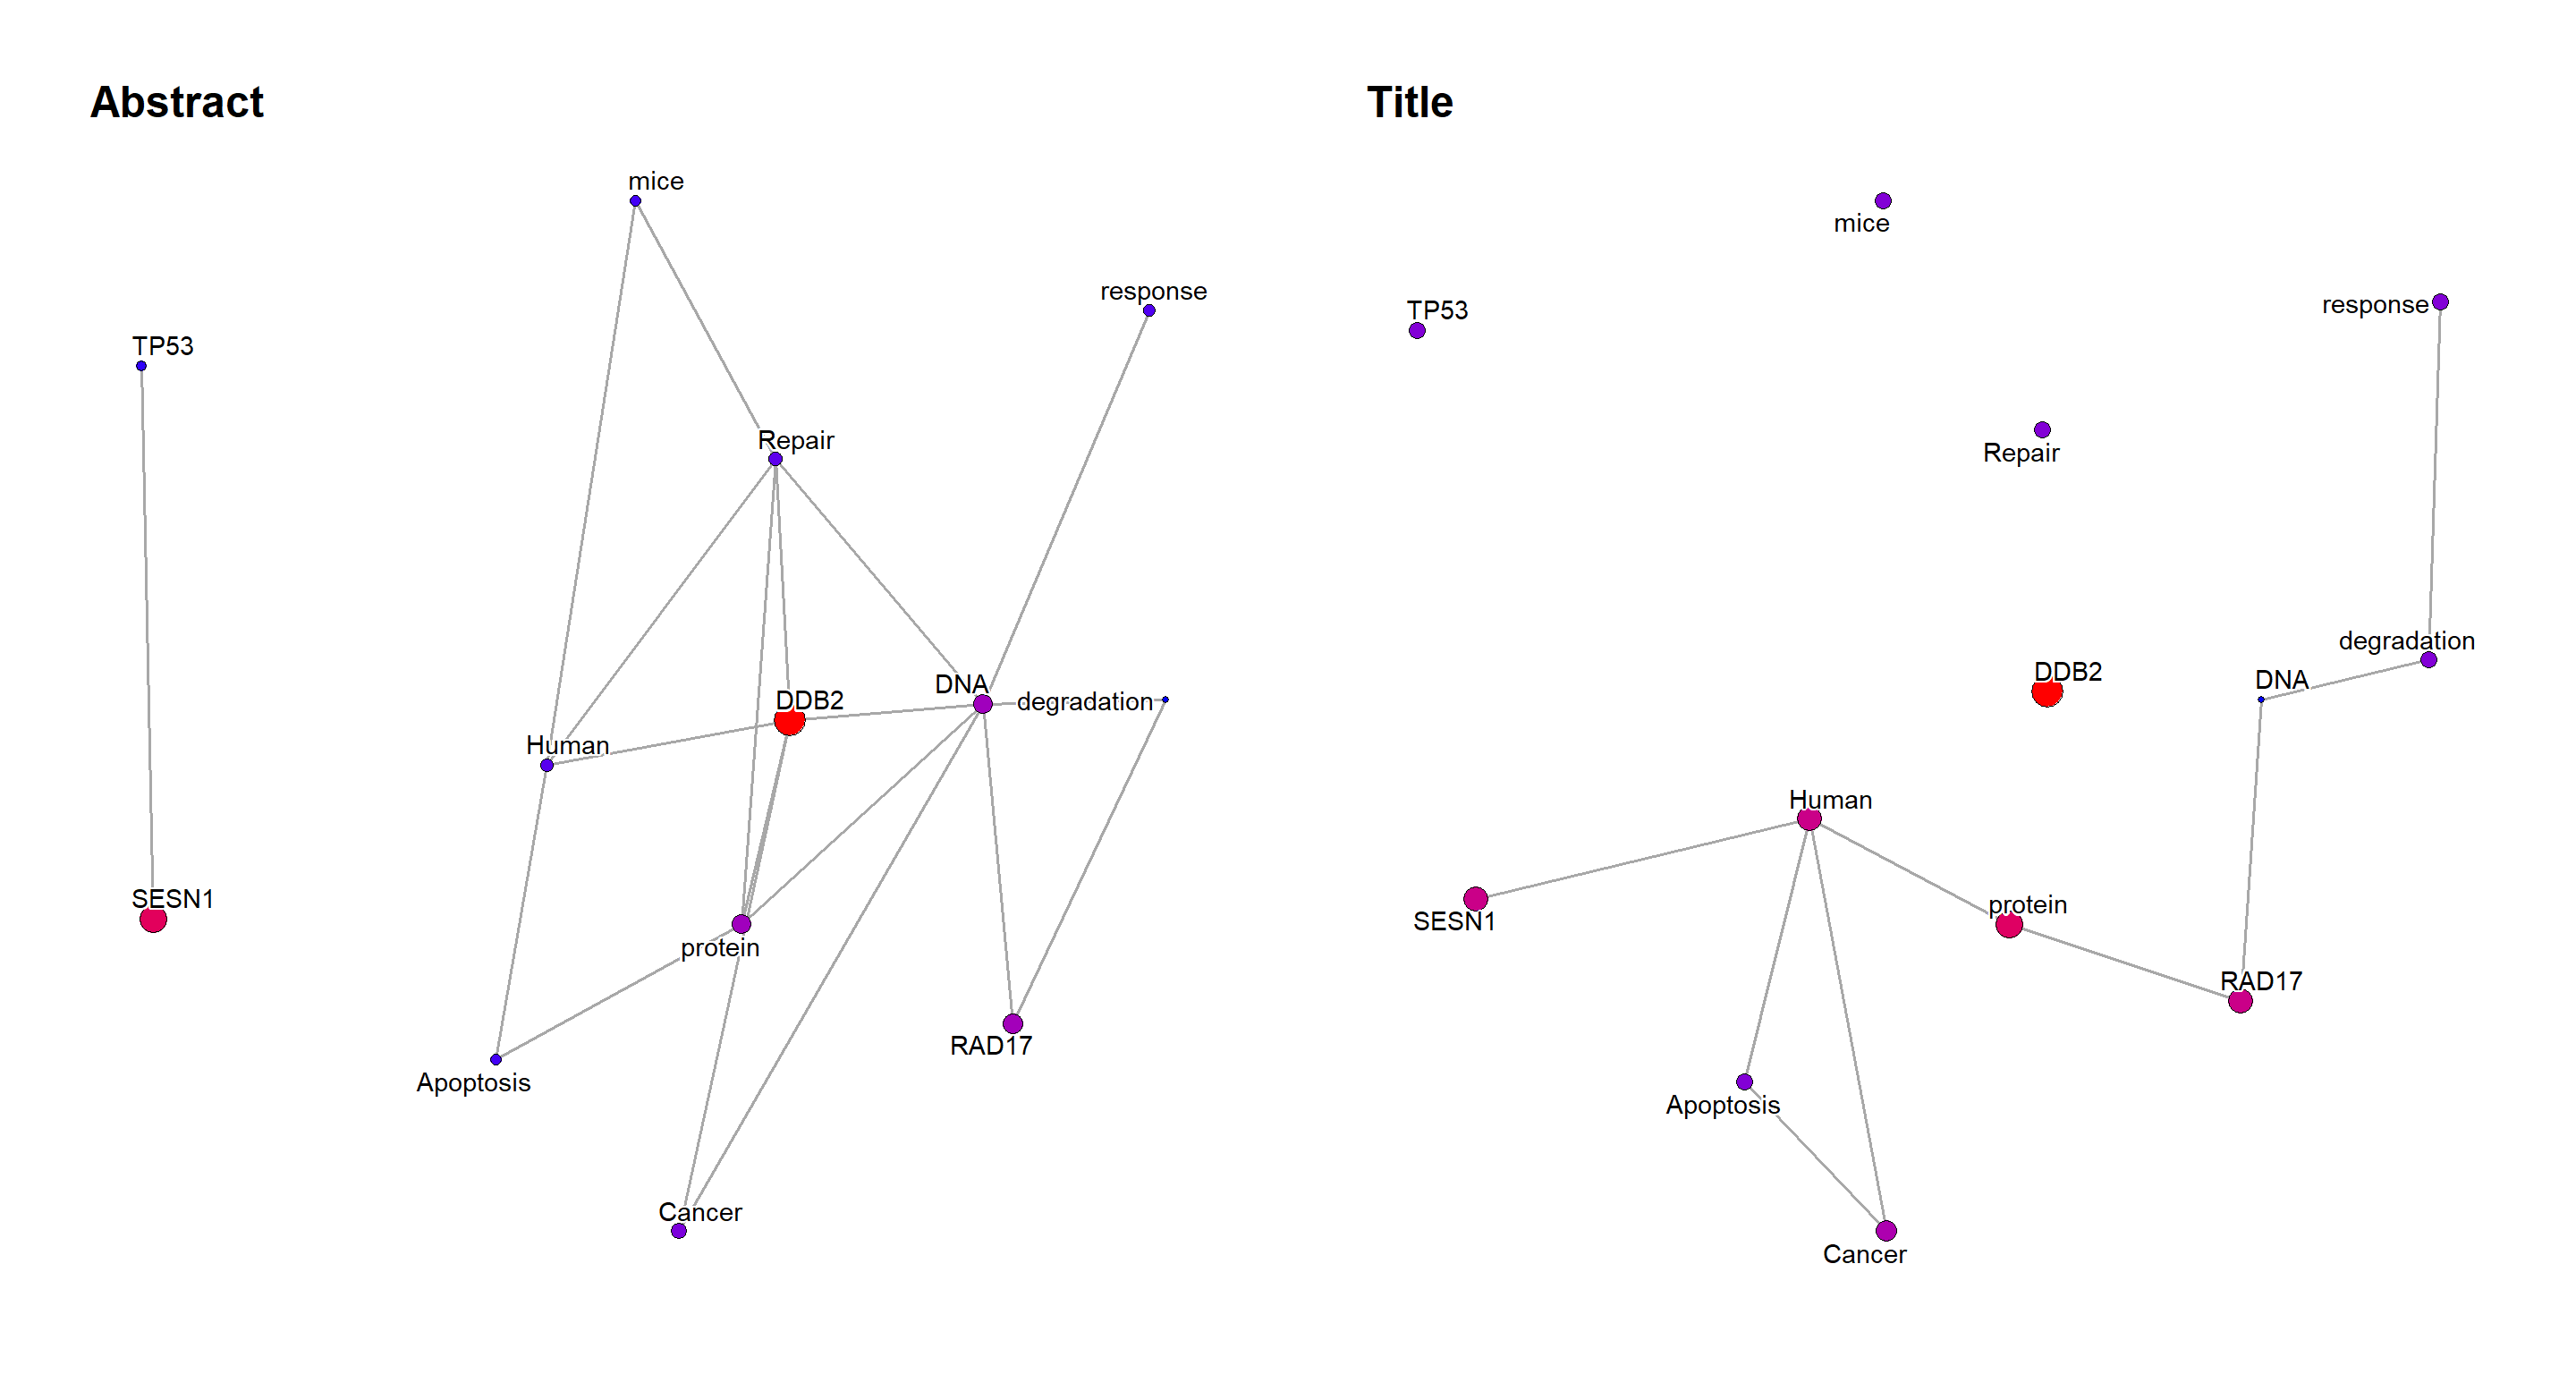 Abstract
mice
response
TP53
Repair
DNA
degradation
DDB2
Human
SESN1
protein
RAD17
Apoptosis
Cancer
Title
mice
response
TP53
Repair
degradation
DDB2
DNA
Human
protein
SESN1
RAD17
Apoptosis
Cancer